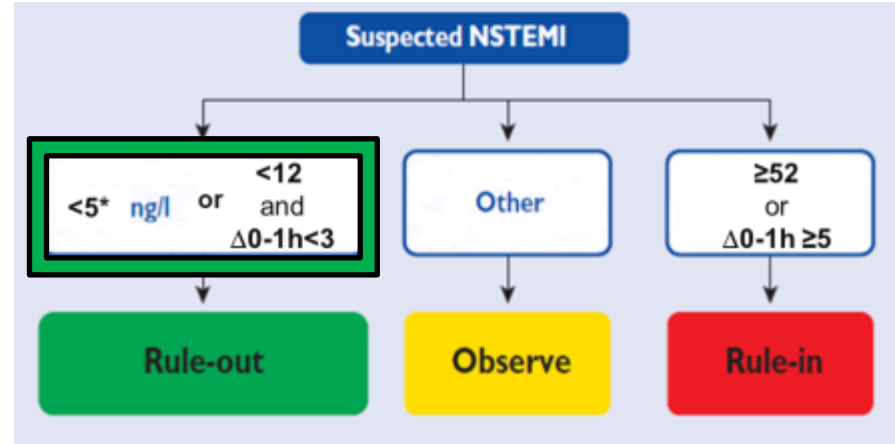 Suspected NSTEMI
<5* ng/l or <12
and
Δ0-1h<3
Other
≥52
or
Δ0-1h ≥5
Rule-out
Observe
Rule-in